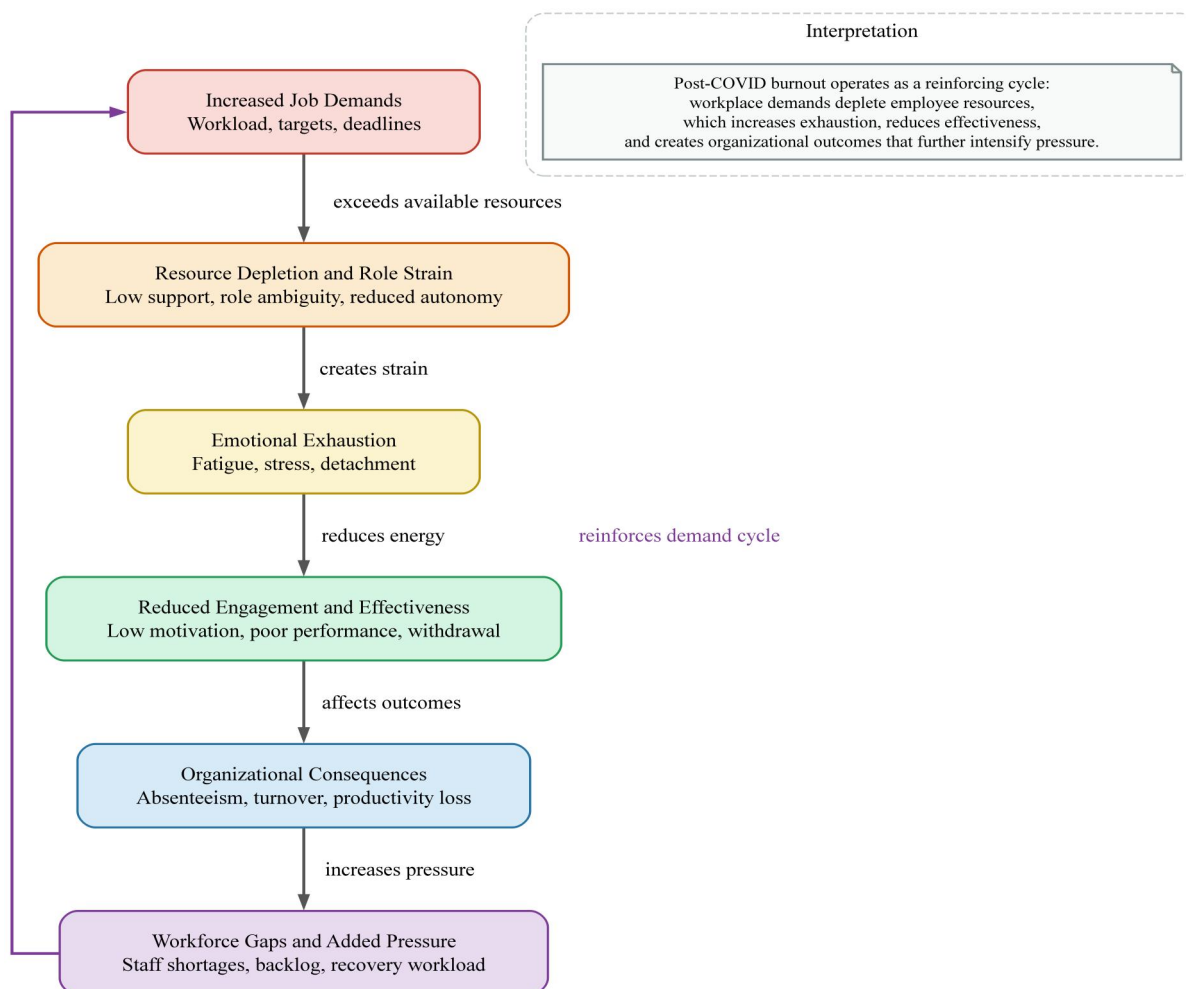 Interpretation
Post-COVID burnout operates as a reinforcing cycle:
workplace demands deplete employee resources,
which increases exhaustion, reduces effectiveness,
and creates organizational outcomes that further intensify pressure.
Increased Job Demands
Workload, targets, deadlines
exceeds available resources
Resource Depletion and Role Strain
Low support, role ambiguity, reduced autonomy
creates strain
Emotional Exhaustion
Fatigue, stress, detachment
reduces energy
reinforces demand cycle
Reduced Engagement and Effectiveness
Low motivation, poor performance, withdrawal
affects outcomes
Organizational Consequences
Absenteeism, turnover, productivity loss
increases pressure
Workforce Gaps and Added Pressure
Staff shortages, backlog, recovery workload